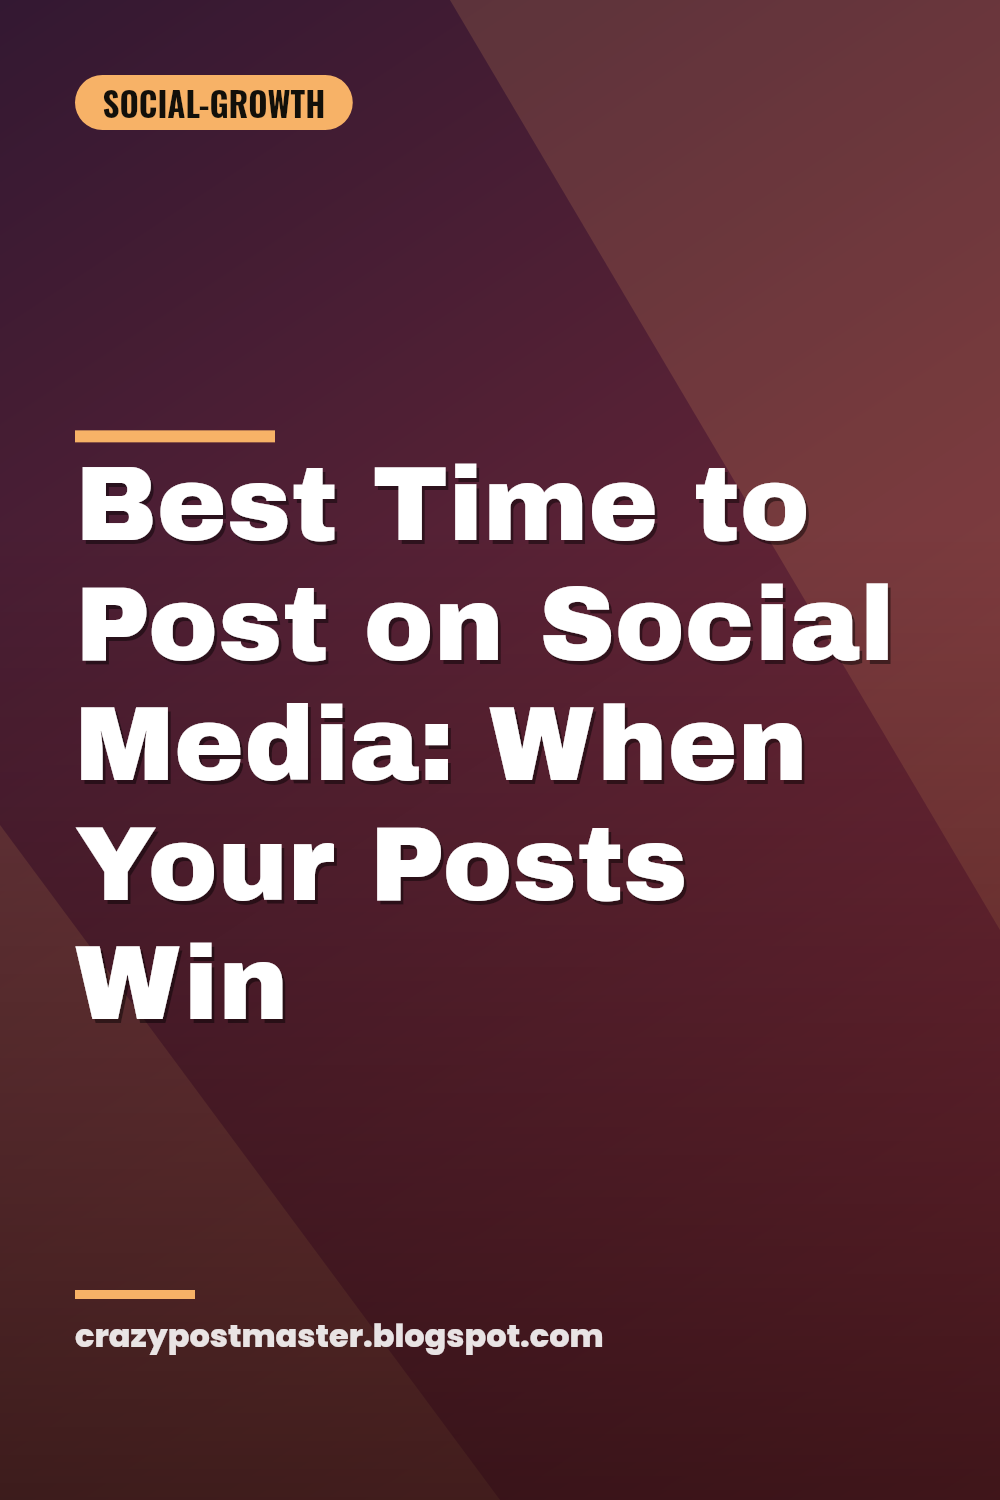 SOCIAL-GROWTH
Best Time to
Post on Social
Media: When
Your Posts
Win
crazypostmaster.blogspot.com